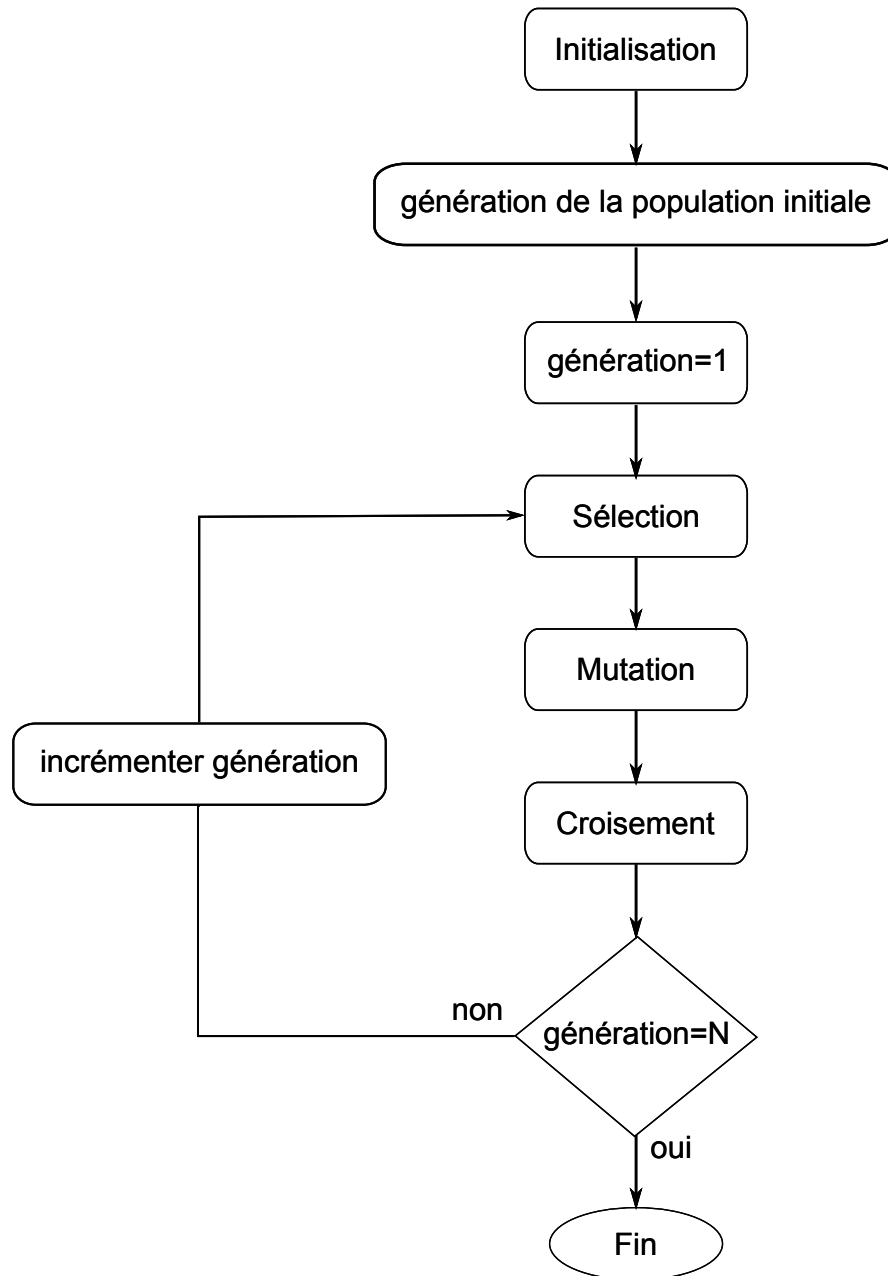 Initialisation
génération de la population initiale
génération=1
Sélection
Mutation
incrémenter génération
Croisement
non
génération=N
oui
Fin